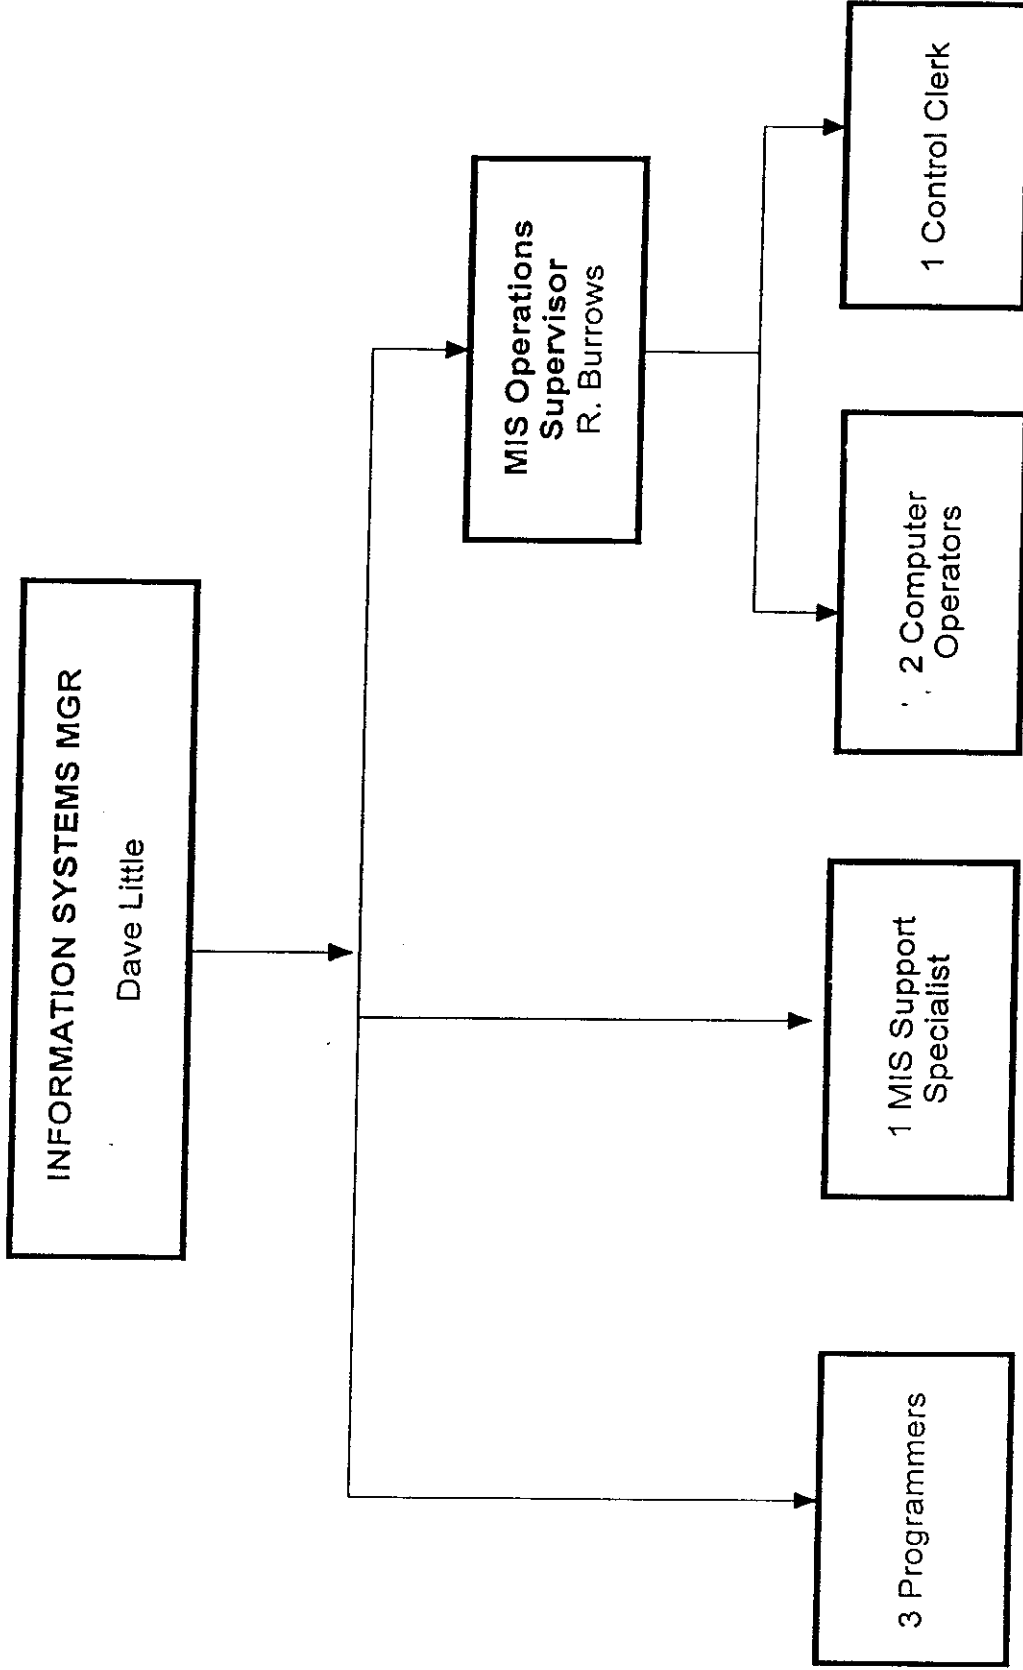 INFORMATION SYSTEMS MGR
Dave Little
MIS Operations
Supervisor
R. Burrows
3 Programmers
1 MIS Support
Specialist
2 Computer
Operators
1 Control Clerk